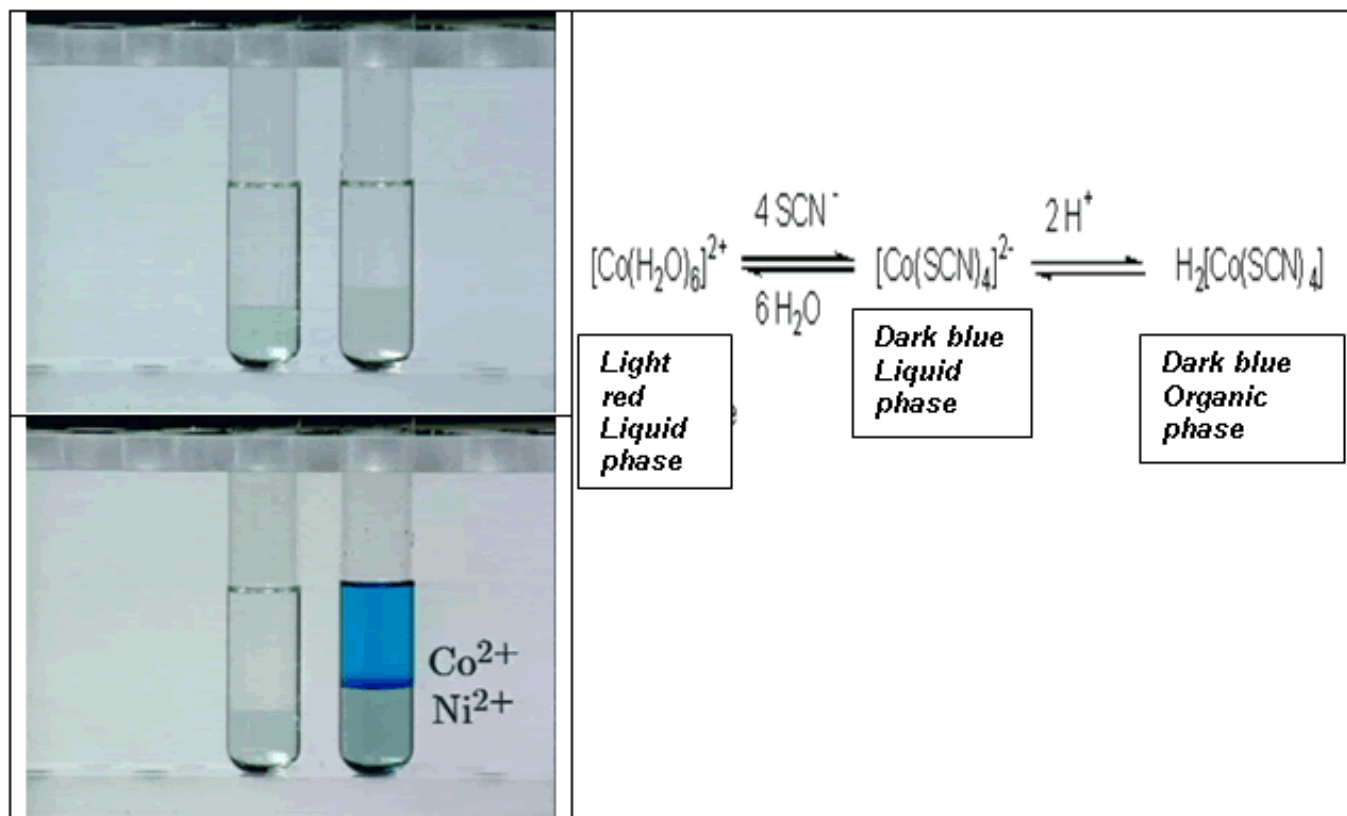 4 SCN⁻
2 H⁺
[Co(H₂O)₆]²⁺
[Co(SCN)₄]²⁻
H₂[Co(SCN)₄]
6 H₂O
Light
red
Liquid
phase
Dark blue
Liquid
phase
Dark blue
Organic
phase
Co²⁺
Ni²⁺